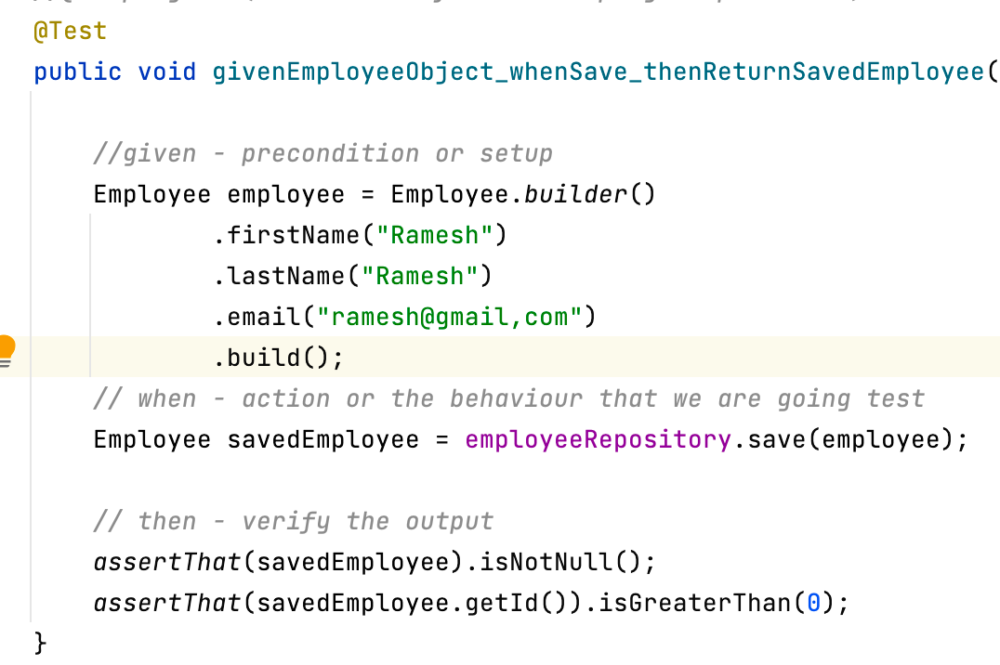 @Test
public void givenEmployeeObject_whenSave_thenReturnSavedEmployee(
//given - precondition or setup
Employee employee = Employee.builder()
.firstName("Ramesh")
.lastName("Ramesh")
.email("ramesh@gmail,com")
.build();
// when - action or the behaviour that we are going test
Employee savedEmployee = employeeRepository.save(employee);
// then - verify the output
assertThat(savedEmployee).isNotNull();
assertThat(savedEmployee.getId()).isGreaterThan(0);
}